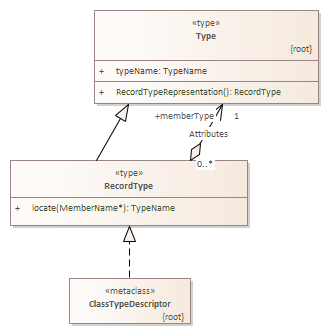 «type»
Type
{root}
+ typeName: TypeName
+ RecordTypeRepresentation(): RecordType
+memberType 1
Attributes
0..*
«type»
RecordType
+ locate(MemberName*): TypeName
«metaclass»
ClassTypeDescriptor
{root}